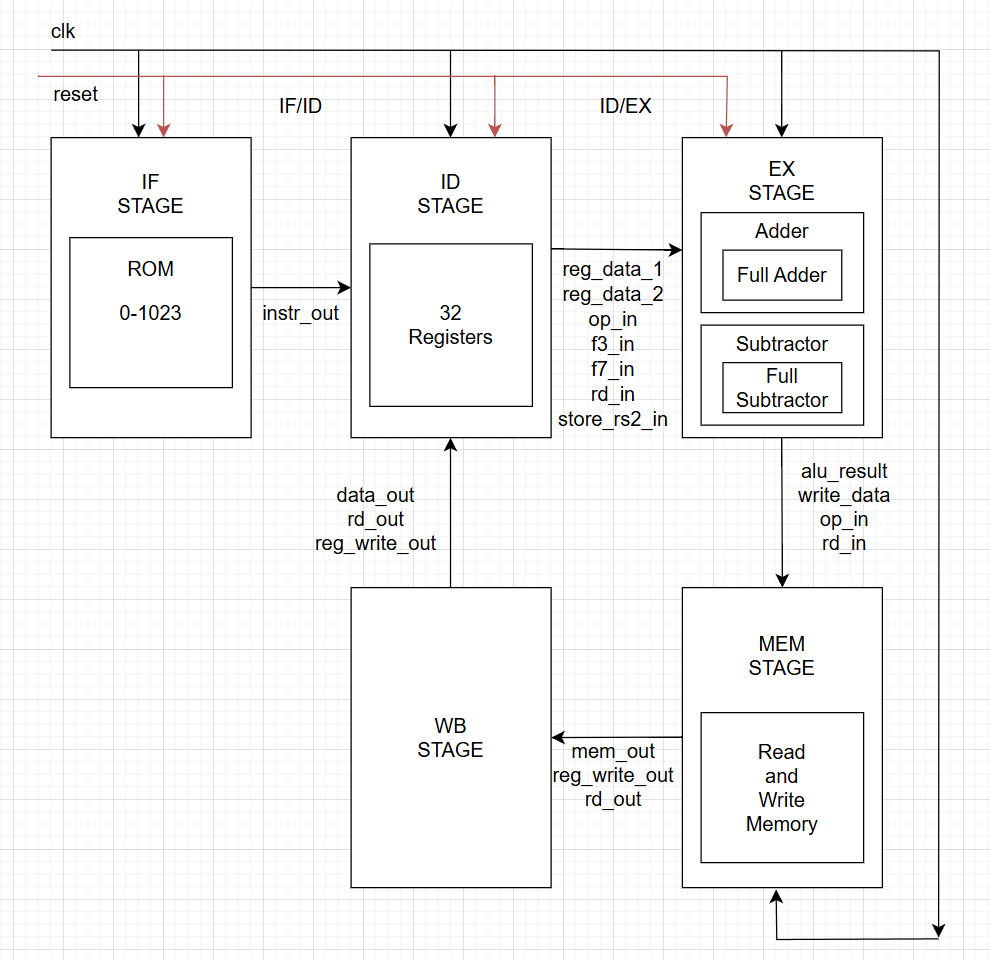 clk
reset
IF/ID
ID/EX
IF
STAGE
ROM
0-1023
instr_out
ID
STAGE
32
Registers
reg_data_1
reg_data_2
op_in
f3_in
f7_in
rd_in
store_rs2_in
EX
STAGE
Adder
Full Adder
Subtractor
Full
Subtractor
data_out
rd_out
reg_write_out
alu_result
write_data
op_in
rd_in
WB
STAGE
mem_out
reg_write_out
rd_out
MEM
STAGE
Read
and
Write
Memory